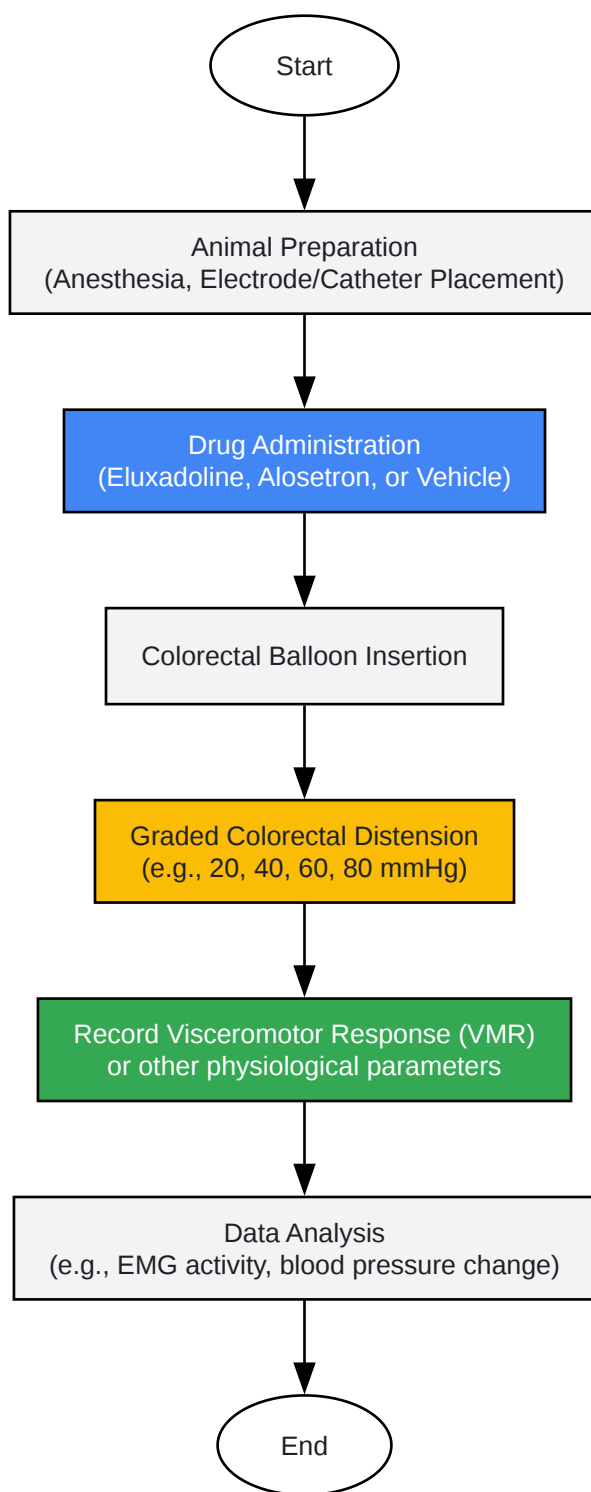 Start
Animal Preparation
(Anesthesia, Electrode/Catheter Placement)
Drug Administration
(Eluxadoline, Alosetron, or Vehicle)
Colorectal Balloon Insertion
Graded Colorectal Distension
(e.g., 20, 40, 60, 80 mmHg)
Record Visceromotor Response (VMR)
or other physiological parameters
Data Analysis
(e.g., EMG activity, blood pressure change)
End